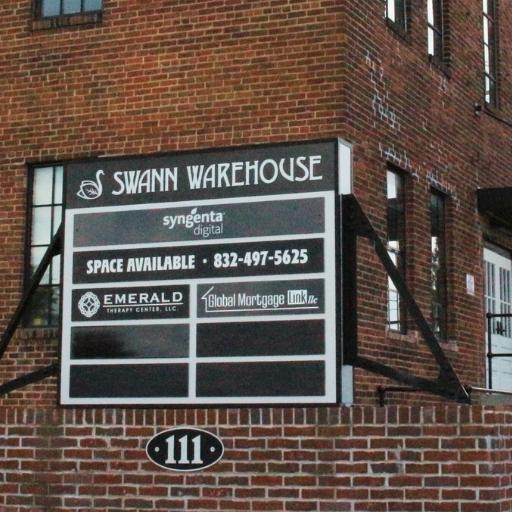 SWANN WAREHOUSE
syngenta
digital
SPACE AVAILABLE • 832-497-5625
EMERALD
THERAPY CENTER, LLC.
Global Mortgage Link llc
• 111 •